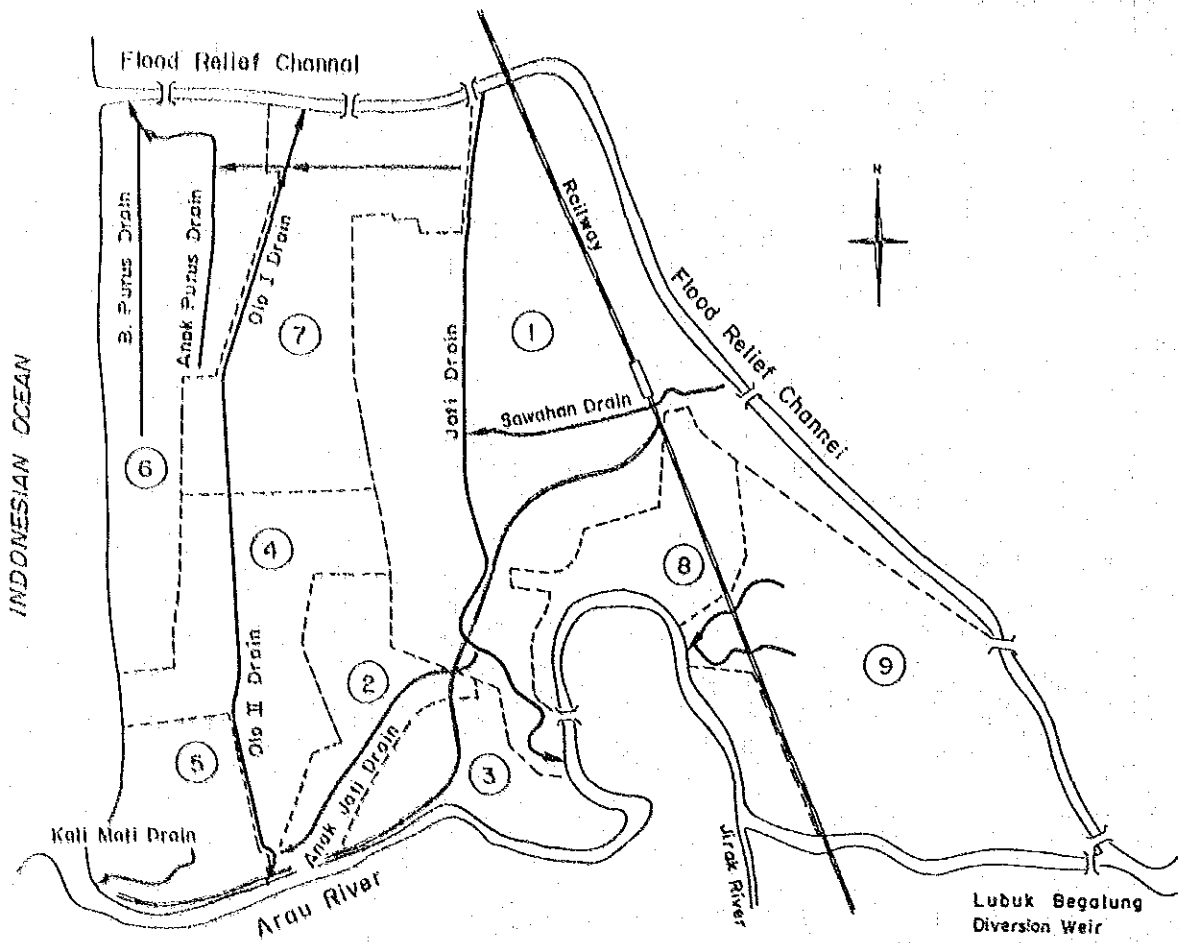 Flood Relief Channel
N
Railway
B. Purus Drain
Anak Purus Drain
Olo I Drain
7
1
Jati Drain
Flood Relief Channel
Sawahan Drain
INDONESIAN OCEAN
6
4
8
2
9
Olo II Drain
5
3
Anak Jati Drain
Kali Mati Drain
Jirak River
Arau River
Lubuk Begalung
Diversion Weir